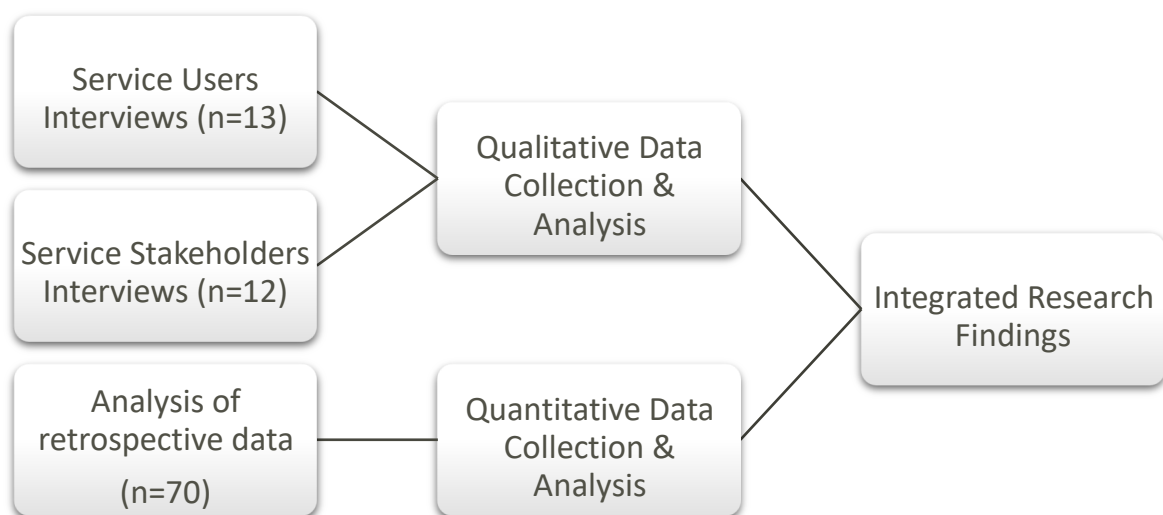 Service Users
Interviews (n=13)
Service Stakeholders
Interviews (n=12)
Analysis of
retrospective data
(n=70)
Qualitative Data
Collection &
Analysis
Quantitative Data
Collection &
Analysis
Integrated Research
Findings